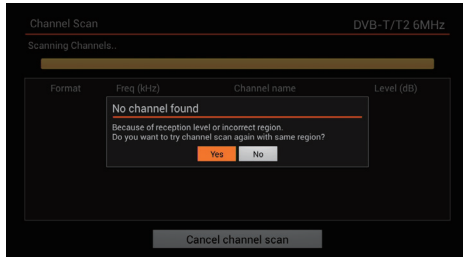 Channel Scan DVB-T/T2 6MHz
Scanning Channels..
Format Freq (kHz) Channel name Level (dB)
No channel found
Because of reception level or incorrect region.
Do you want to try channel scan again with same region?
Yes No
Cancel channel scan